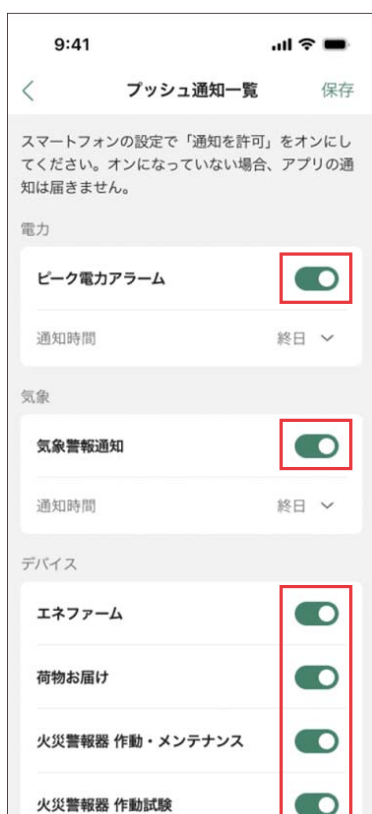 9:41
プッシュ通知一覧 保存
スマートフォンの設定で「通知を許可」をオンにし
てください。オンになっていない場合、アプリの通
知は届きません。
電力
ピーク電力アラーム
通知時間 終日
気象
気象警報通知
通知時間 終日
デバイス
エネファーム
荷物お届け
火災警報器 作動・メンテナンス
火災警報器 作動試験